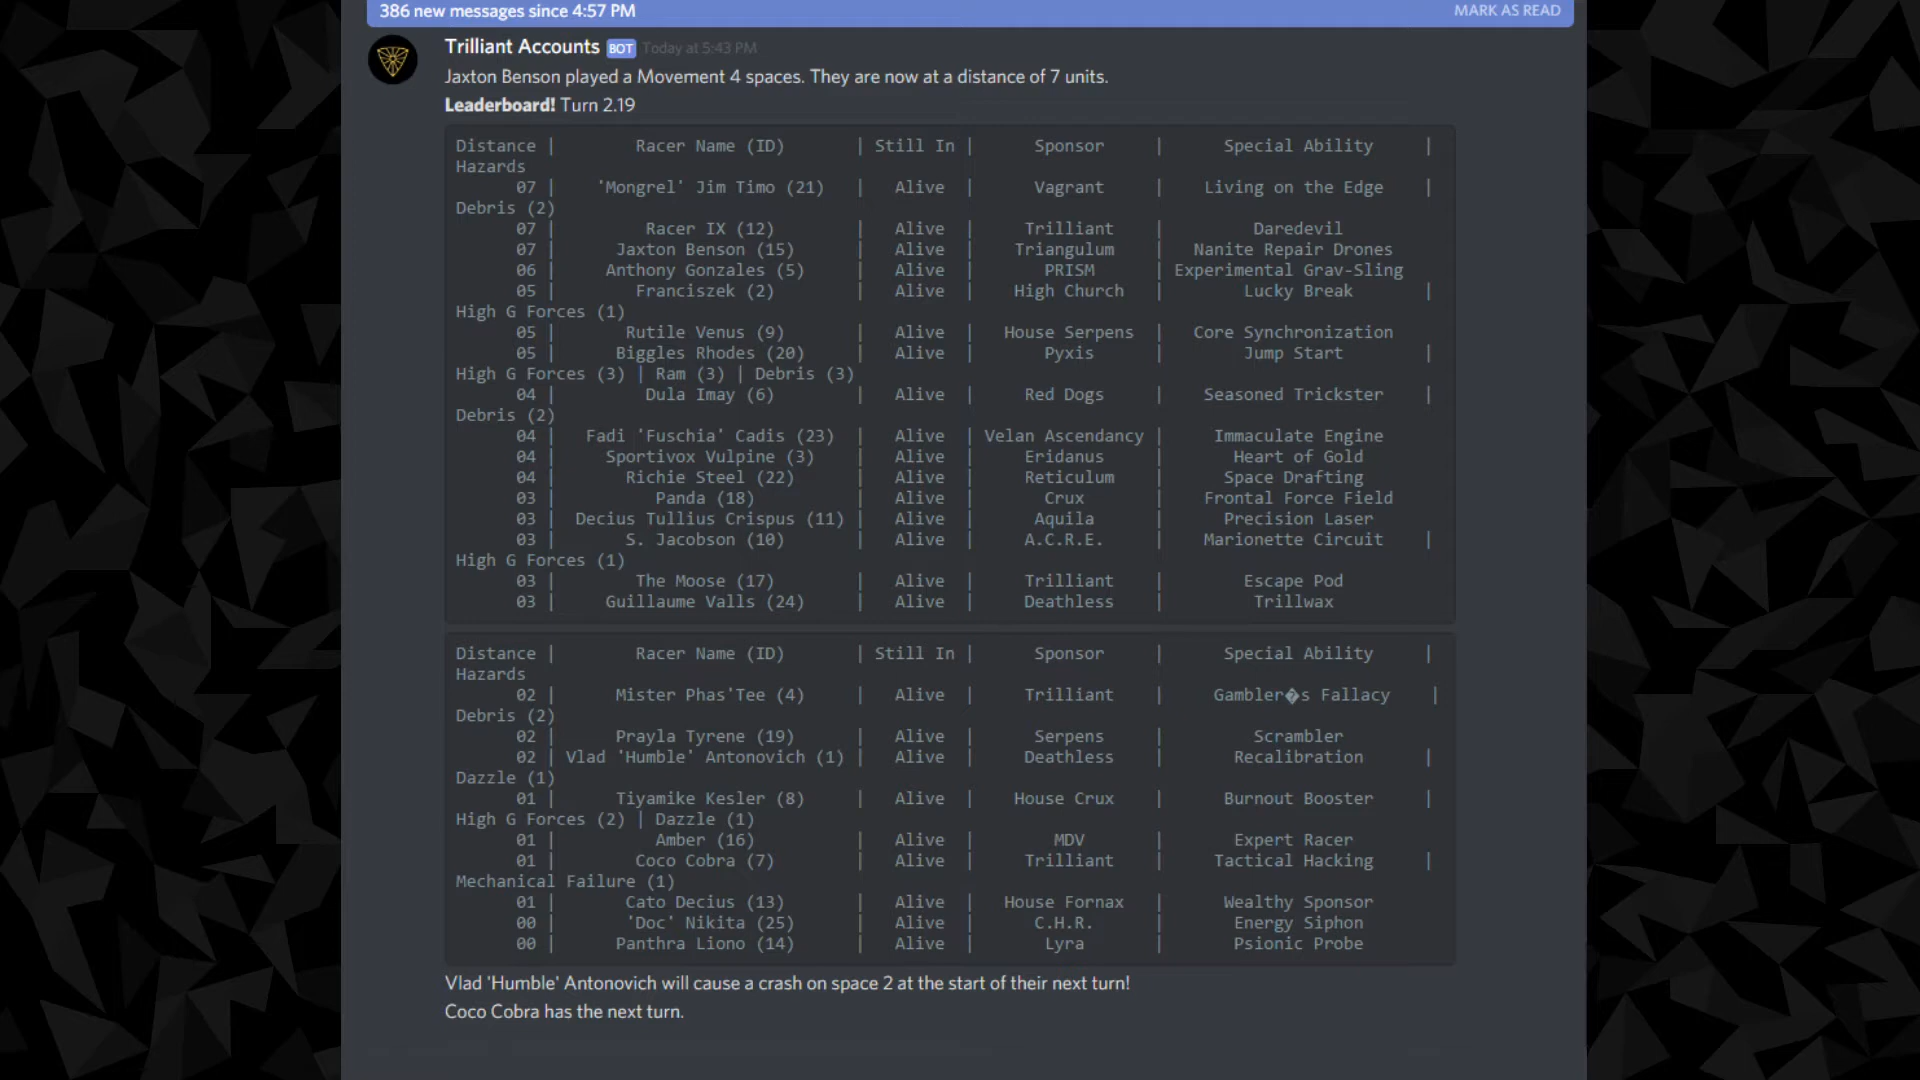 386 new messages since 4:57 PM MARK AS READ
Trilliant Accounts BOT Today at 5:43 PM
Jaxton Benson played a Movement 4 spaces. They are now at a distance of 7 units.
Leaderboard! Turn 2.19
Distance | Racer Name (ID) | Still In | Sponsor | Special Ability |
Hazards
07 | 'Mongrel' Jim Timo (21) | Alive | Vagrant | Living on the Edge |
Debris (2)
07 | Racer IX (12) | Alive | Trilliant | Daredevil
07 | Jaxton Benson (15) | Alive | Triangulum | Nanite Repair Drones
06 | Anthony Gonzales (5) | Alive | PRISM | Experimental Grav-Sling
05 | Franciszek (2) | Alive | High Church | Lucky Break |
High G Forces (1)
05 | Rutile Venus (9) | Alive | House Serpens | Core Synchronization
05 | Biggles Rhodes (20) | Alive | Pyxis | Jump Start |
High G Forces (3) | Ram (3) | Debris (3)
04 | Dula Imay (6) | Alive | Red Dogs | Seasoned Trickster |
Debris (2)
04 | Fadi 'Fuschia' Cadis (23) | Alive | Velan Ascendancy | Immaculate Engine
04 | Sportivox Vulpine (3) | Alive | Eridanus | Heart of Gold
04 | Richie Steel (22) | Alive | Reticulum | Space Drafting
03 | Panda (18) | Alive | Crux | Frontal Force Field
03 | Decius Tullius Crispus (11) | Alive | Aquila | Precision Laser
03 | S. Jacobson (10) | Alive | A.C.R.E. | Marionette Circuit |
High G Forces (1)
03 | The Moose (17) | Alive | Trilliant | Escape Pod
03 | Guillaume Valls (24) | Alive | Deathless | Trillwax
Distance | Racer Name (ID) | Still In | Sponsor | Special Ability |
Hazards
02 | Mister Phas'Tee (4) | Alive | Trilliant | Gambler�s Fallacy |
Debris (2)
02 | Prayla Tyrene (19) | Alive | Serpens | Scrambler
02 | Vlad 'Humble' Antonovich (1) | Alive | Deathless | Recalibration |
Dazzle (1)
01 | Tiyamike Kesler (8) | Alive | House Crux | Burnout Booster |
High G Forces (2) | Dazzle (1)
01 | Amber (16) | Alive | MDV | Expert Racer
01 | Coco Cobra (7) | Alive | Trilliant | Tactical Hacking |
Mechanical Failure (1)
01 | Cato Decius (13) | Alive | House Fornax | Wealthy Sponsor
00 | 'Doc' Nikita (25) | Alive | C.H.R. | Energy Siphon
00 | Panthra Liono (14) | Alive | Lyra | Psionic Probe
Vlad 'Humble' Antonovich will cause a crash on space 2 at the start of their next turn!
Coco Cobra has the next turn.